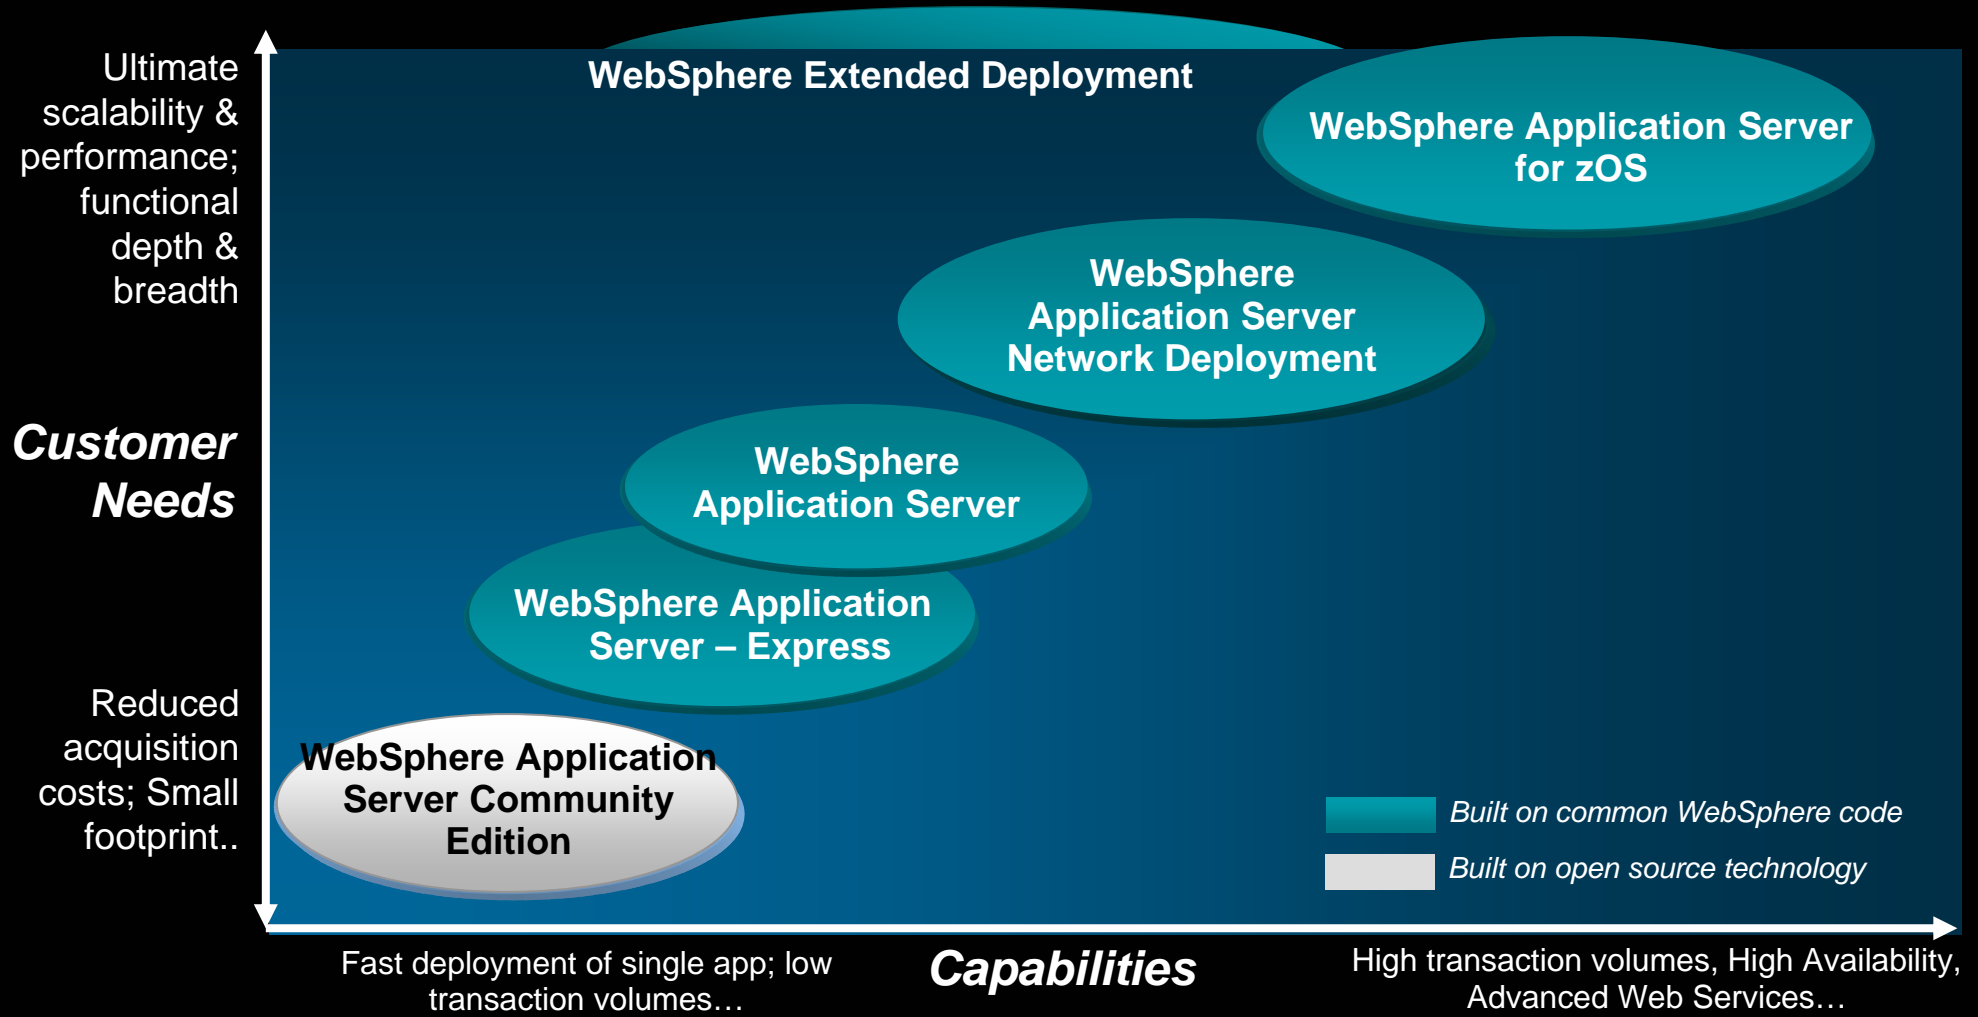 Ultimate
scalability &
performance;
functional
depth &
breadth
Customer
Needs
Reduced
acquisition
costs; Small
footprint..
WebSphere Extended Deployment
WebSphere Application Server
for zOS
WebSphere
Application Server
Network Deployment
WebSphere
Application Server
WebSphere Application
Server – Express
WebSphere Application
Server Community
Edition
Built on common WebSphere code
Built on open source technology
Fast deployment of single app; low
transaction volumes…
Capabilities
High transaction volumes, High Availability,
Advanced Web Services…